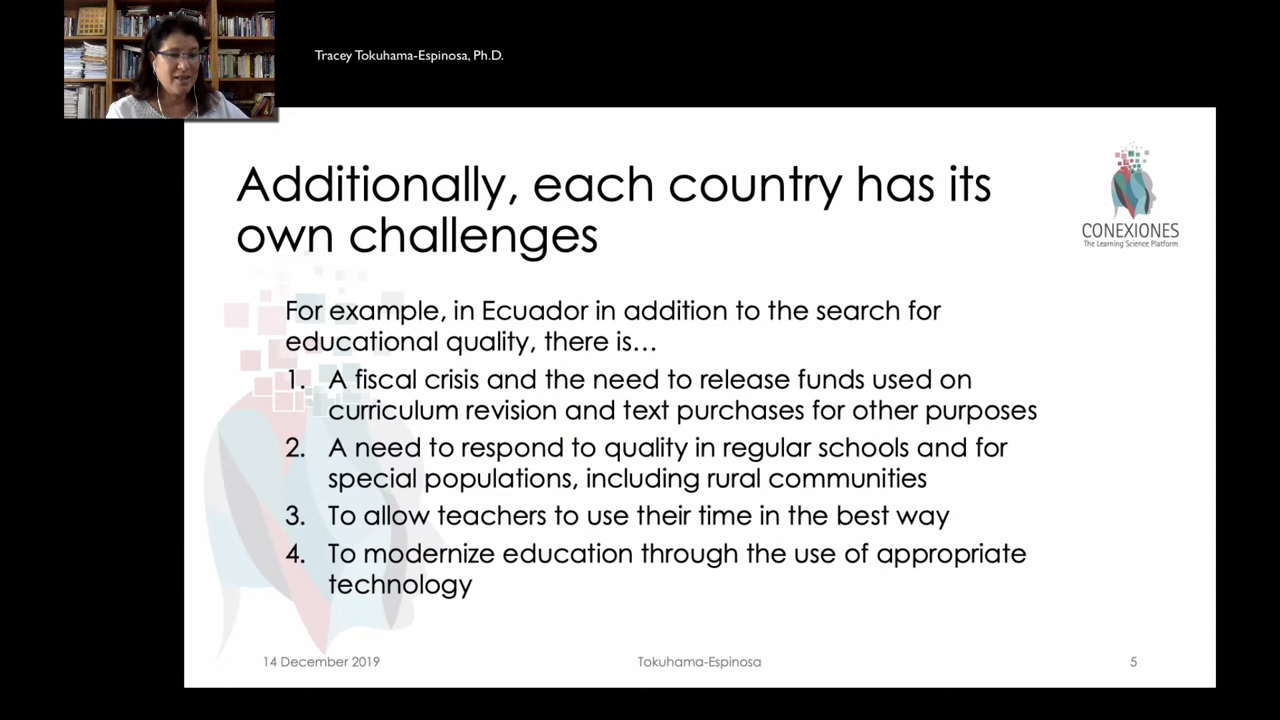 Tracey Tokuhama-Espinosa, Ph.D.
Additionally, each country has its
own challenges
CONEXIONES
The Learning Science Platform
For example, in Ecuador in addition to the search for
educational quality, there is…
1. A fiscal crisis and the need to release funds used on
curriculum revision and text purchases for other purposes
2. A need to respond to quality in regular schools and for
special populations, including rural communities
3. To allow teachers to use their time in the best way
4. To modernize education through the use of appropriate
technology
14 December 2019
Tokuhama-Espinosa
5